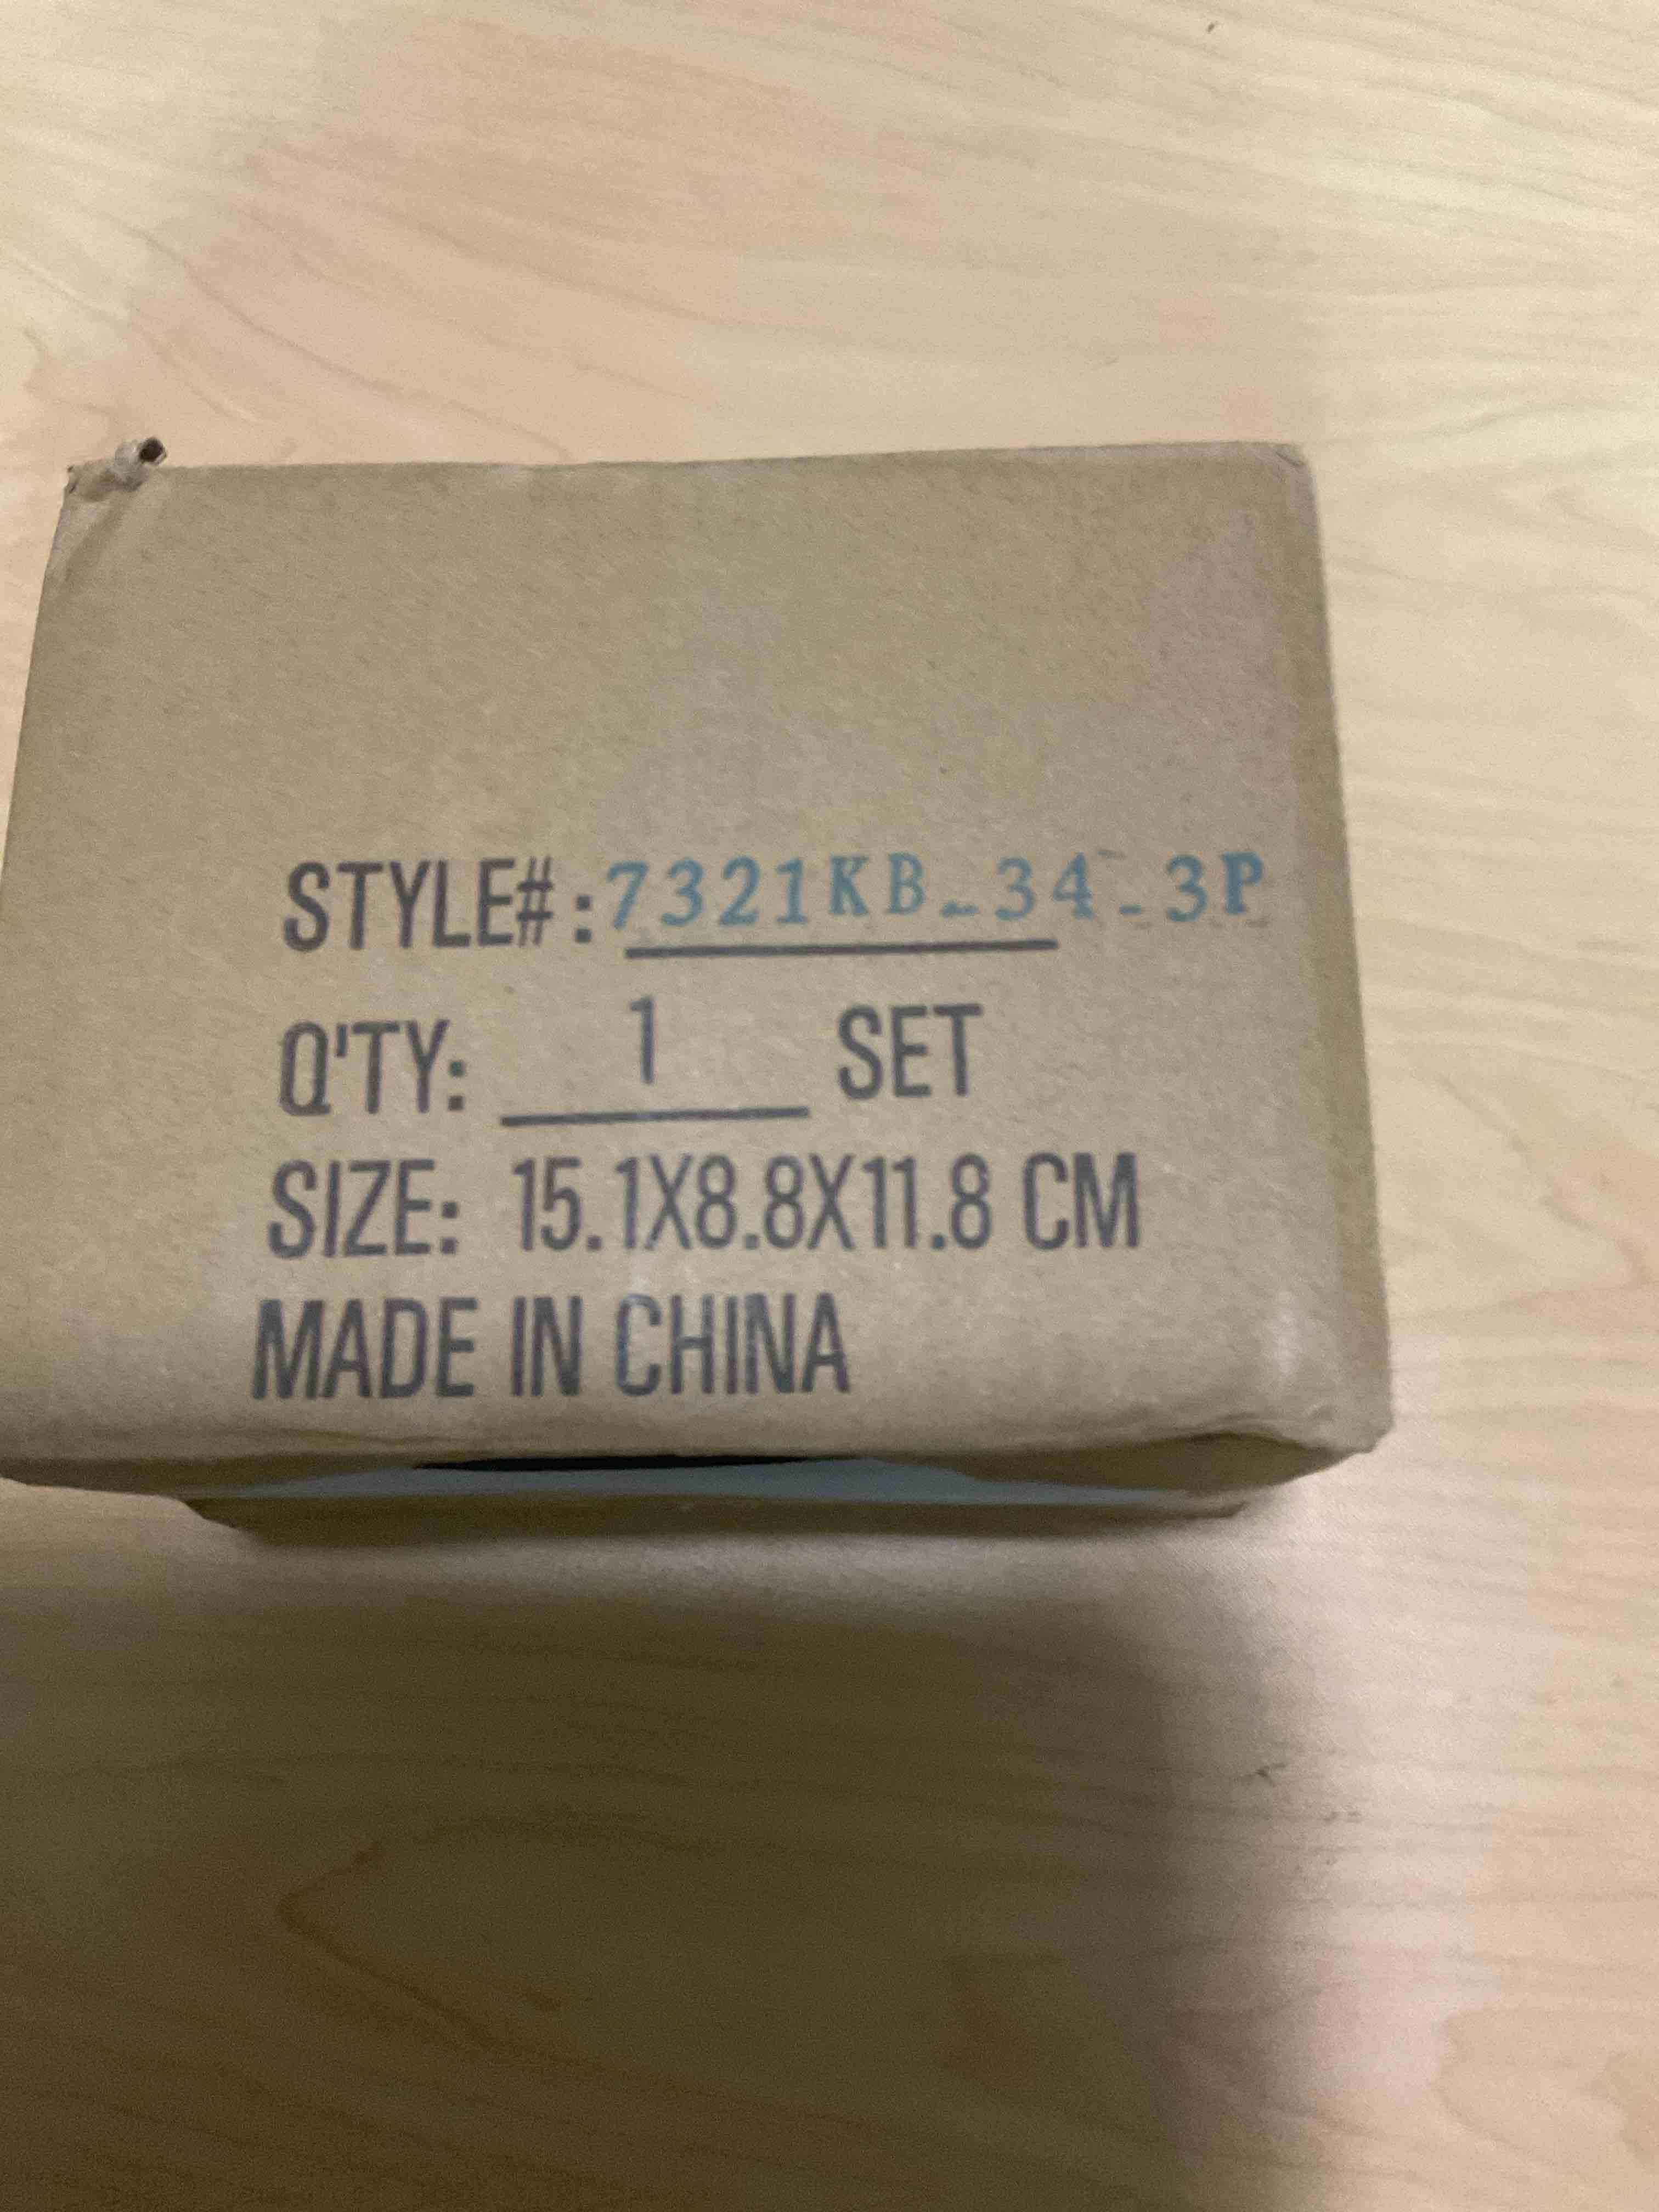 STYLE#: 7321KB-34-3P
Q'TY: 1 SET
SIZE: 15.1X8.8X11.8 CM
MADE IN CHINA